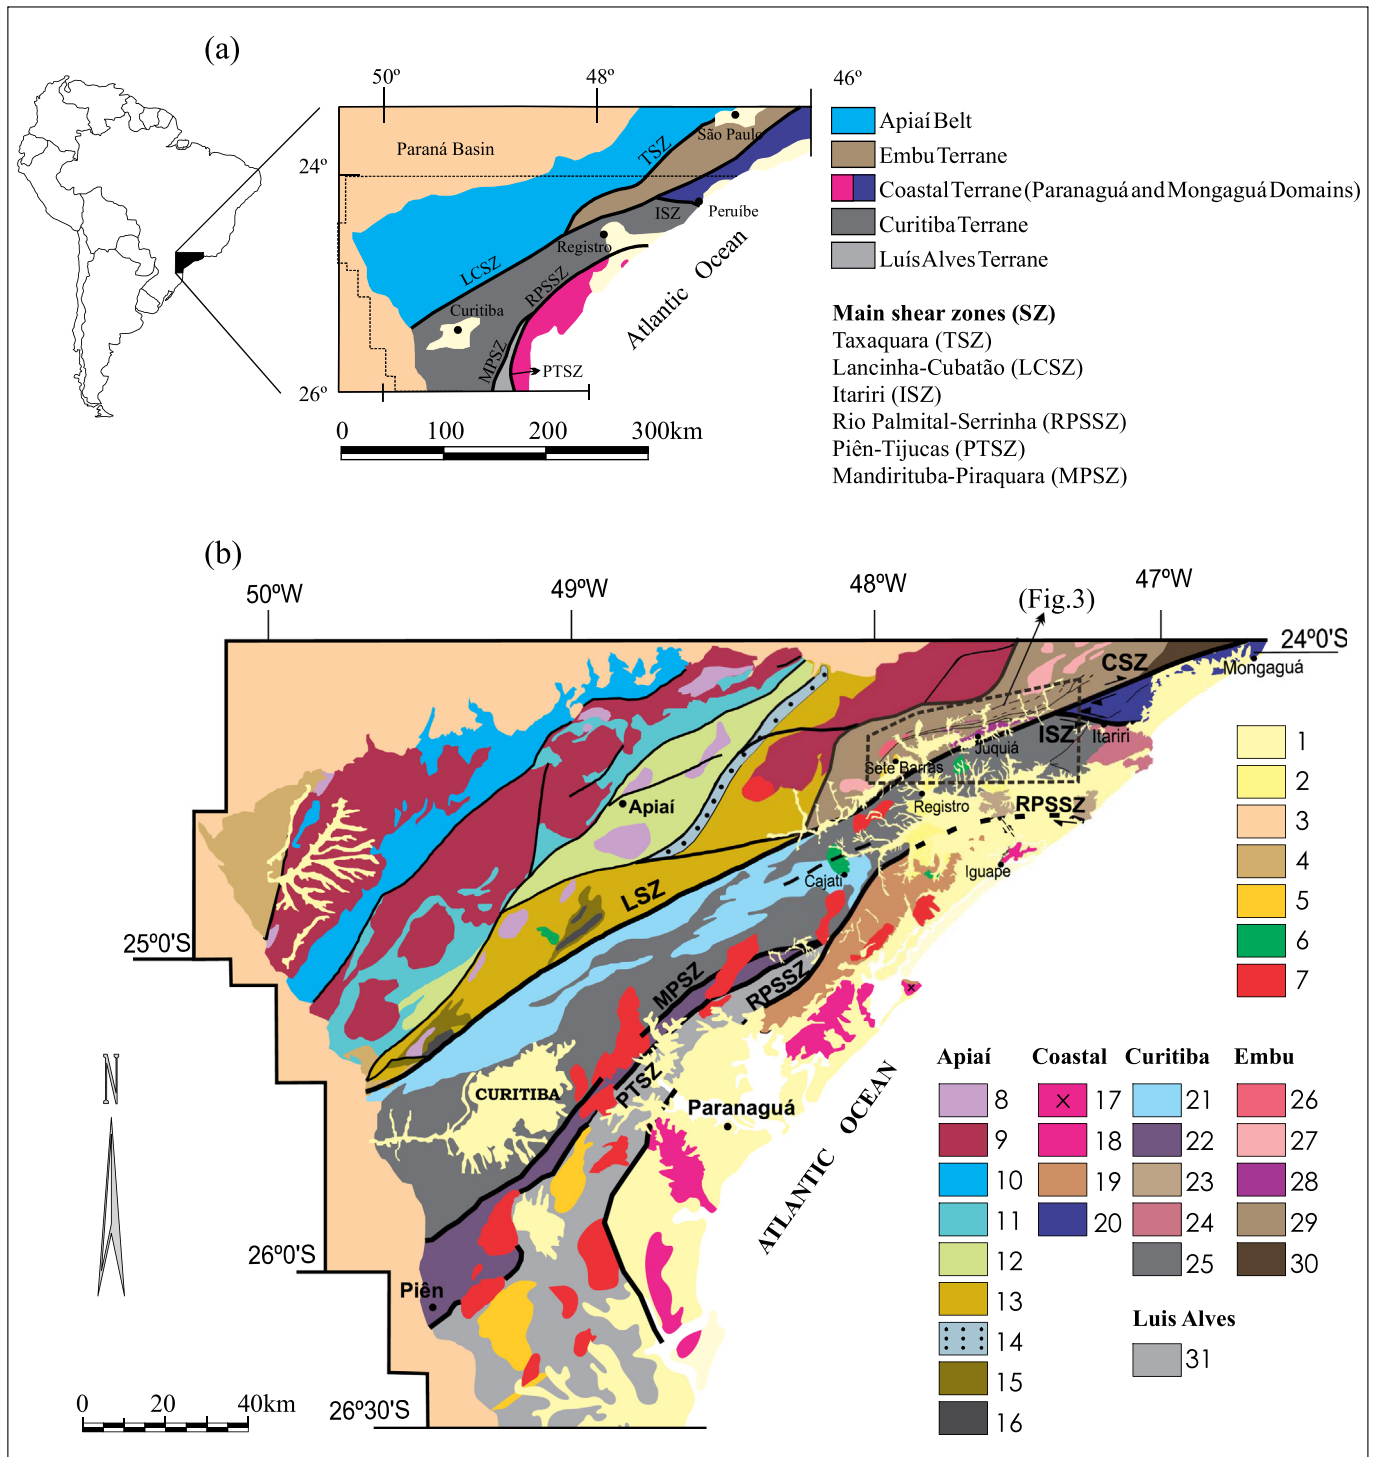 (a)
50º
48º
46º
24º
26º
Paraná Basin
São Paulo
TSZ
ISZ
Peruíbe
Registro
LCSZ
RPSSZ
Curitiba
MPSZ
PTSZ
Atlantic Ocean
0 100 200 300km
Apiaí Belt
Embu Terrane
Coastal Terrane (Paranaguá and Mongaguá Domains)
Curitiba Terrane
Luís Alves Terrane
Main shear zones (SZ)
Taxaquara (TSZ)
Lancinha-Cubatão (LCSZ)
Itariri (ISZ)
Rio Palmital-Serrinha (RPSSZ)
Piên-Tijucas (PTSZ)
Mandirituba-Piraquara (MPSZ)
(b)
50ºW
49ºW
48ºW
47ºW
(Fig.3)
24º0'S
CSZ
Mongaguá
ISZ
Itariri
Juquiá
Sete Barras
Registro
RPSSZ
Apiaí
Iguape
Cajati
LSZ
25º0'S
MPSZ
RPSSZ
CURITIBA
PTSZ
Paranaguá
ATLANTIC OCEAN
N
26º0'S
Piên
26º30'S
0 20 40km
1
2
3
4
5
6
7
Apiaí
8
9
10
11
12
13
14
15
16
Coastal
17
18
19
20
Curitiba
21
22
23
24
25
Embu
26
27
28
29
30
Luis Alves
31